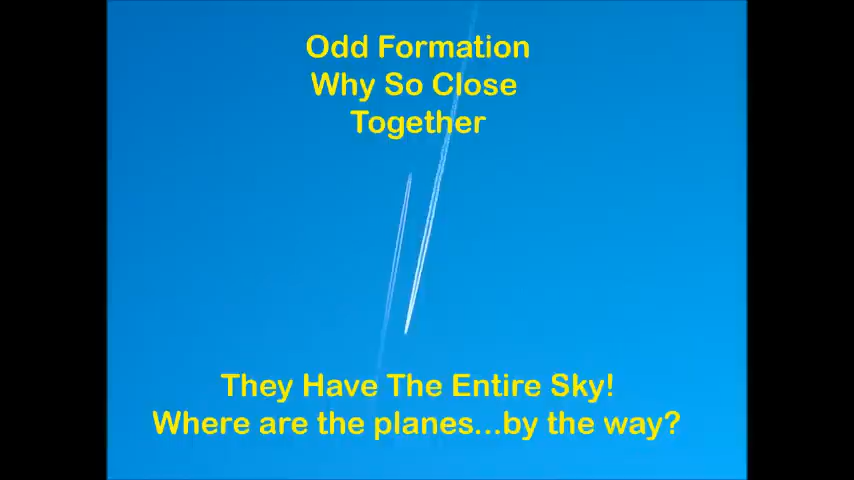 Odd Formation
Why So Close
Together
They Have The Entire Sky!
Where are the planes...by the way?